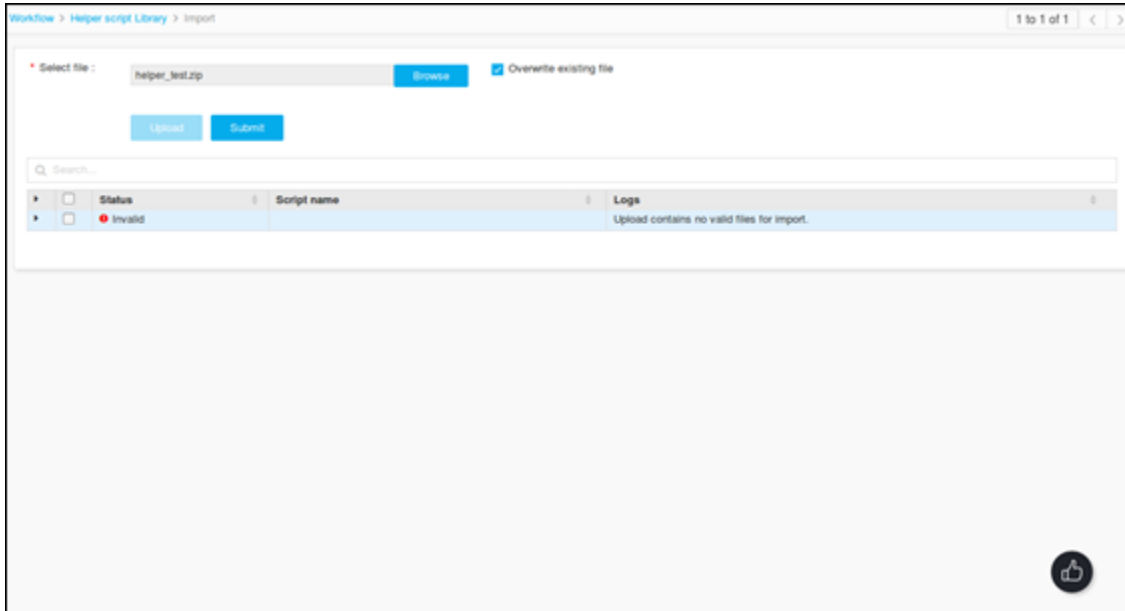 Workflow > Helper script Library > Import
1 to 1 of 1 < >
* Select file :
helper_test.zip
Browse
Overwrite existing file
Upload
Submit
Search...
Status Script name Logs
Invalid Upload contains no valid files for import.